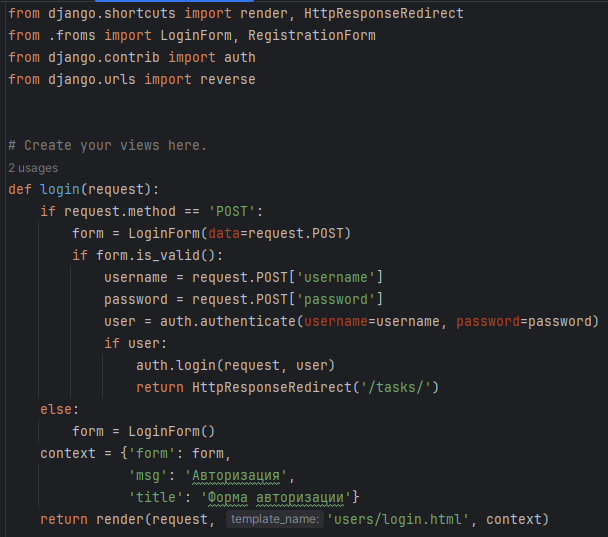 from django.shortcuts import render, HttpResponseRedirect
from .froms import LoginForm, RegistrationForm
from django.contrib import auth
from django.urls import reverse
# Create your views here.
2 usages
def login(request):
    if request.method == 'POST':
        form = LoginForm(data=request.POST)
        if form.is_valid():
            username = request.POST['username']
            password = request.POST['password']
            user = auth.authenticate(username=username, password=password)
            if user:
                auth.login(request, user)
                return HttpResponseRedirect('/tasks/')
    else:
        form = LoginForm()
    context = {'form': form,
               'msg': 'Авторизация',
               'title': 'Форма авторизации'}
    return render(request, template_name: 'users/login.html', context)